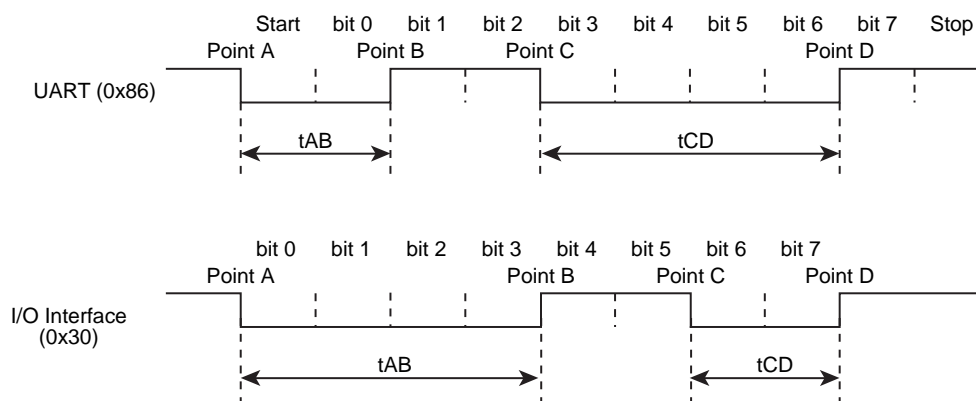 Start bit 0 bit 1 bit 2 bit 3 bit 4 bit 5 bit 6 bit 7 Stop
Point A Point B Point C Point D
UART (0x86)
tAB tCD
bit 0 bit 1 bit 2 bit 3 bit 4 bit 5 bit 6 bit 7
Point A Point B Point C Point D
I/O Interface
(0x30)
tAB tCD